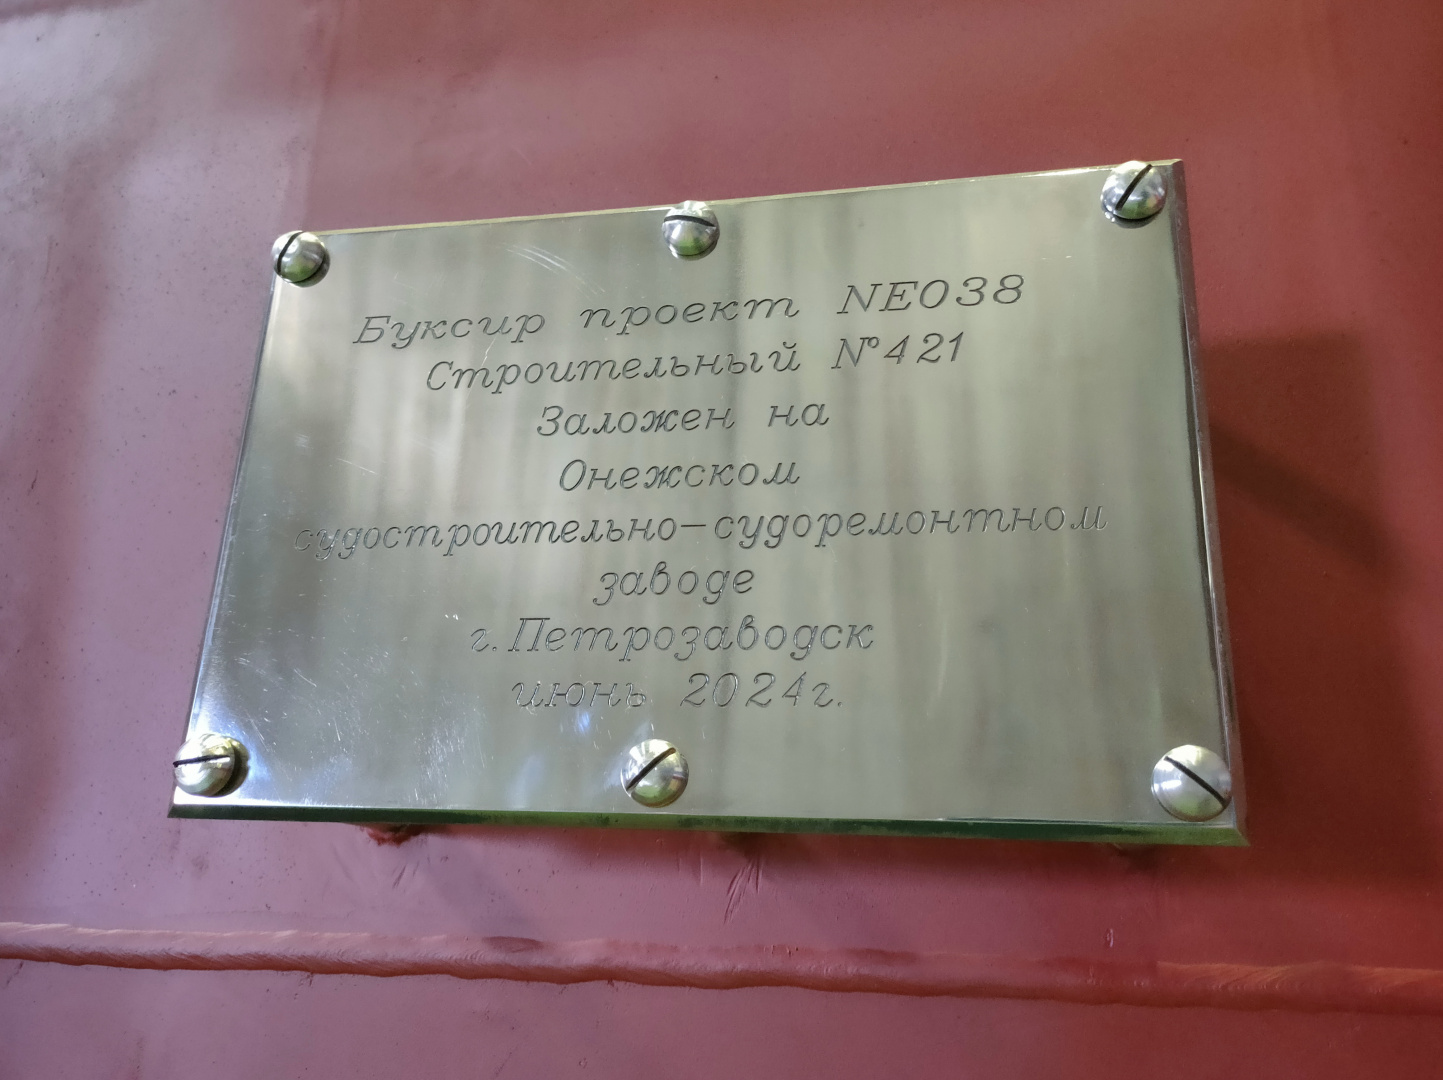 Буксир проект NE038
Строительный №421
Заложен на
Онежском
судостроительно-судоремонтном
заводе
г.Петрозаводск
июнь 2024г.